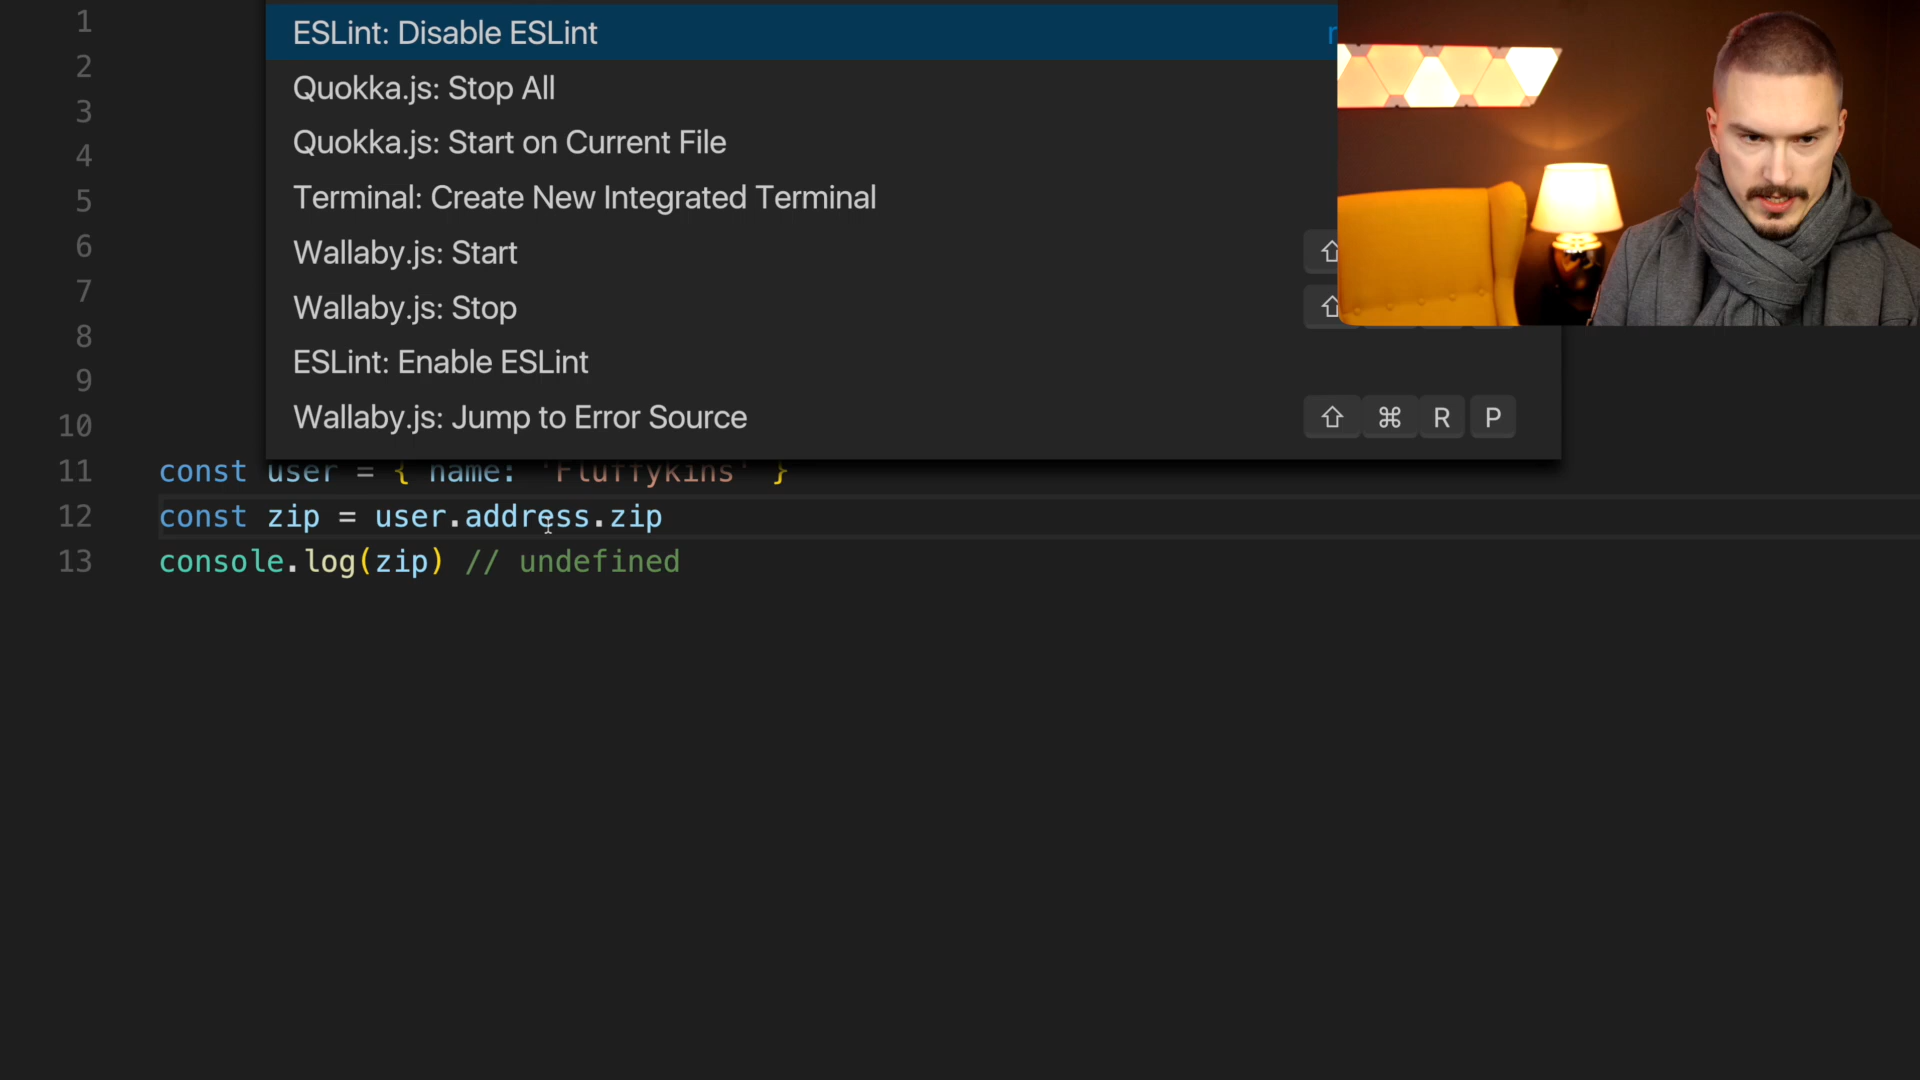 1
ESLint: Disable ESLint
2
Quokka.js: Stop All
3
Quokka.js: Start on Current File
4
Terminal: Create New Integrated Terminal
5
Wallaby.js: Start ⇧
6
7
Wallaby.js: Stop ⇧
8
ESLint: Enable ESLint
9
Wallaby.js: Jump to Error Source ⇧ ⌘ R P
10
11 const user = { name: 'Fluffykins' }
12 const zip = user.address.zip
13 console.log(zip) // undefined